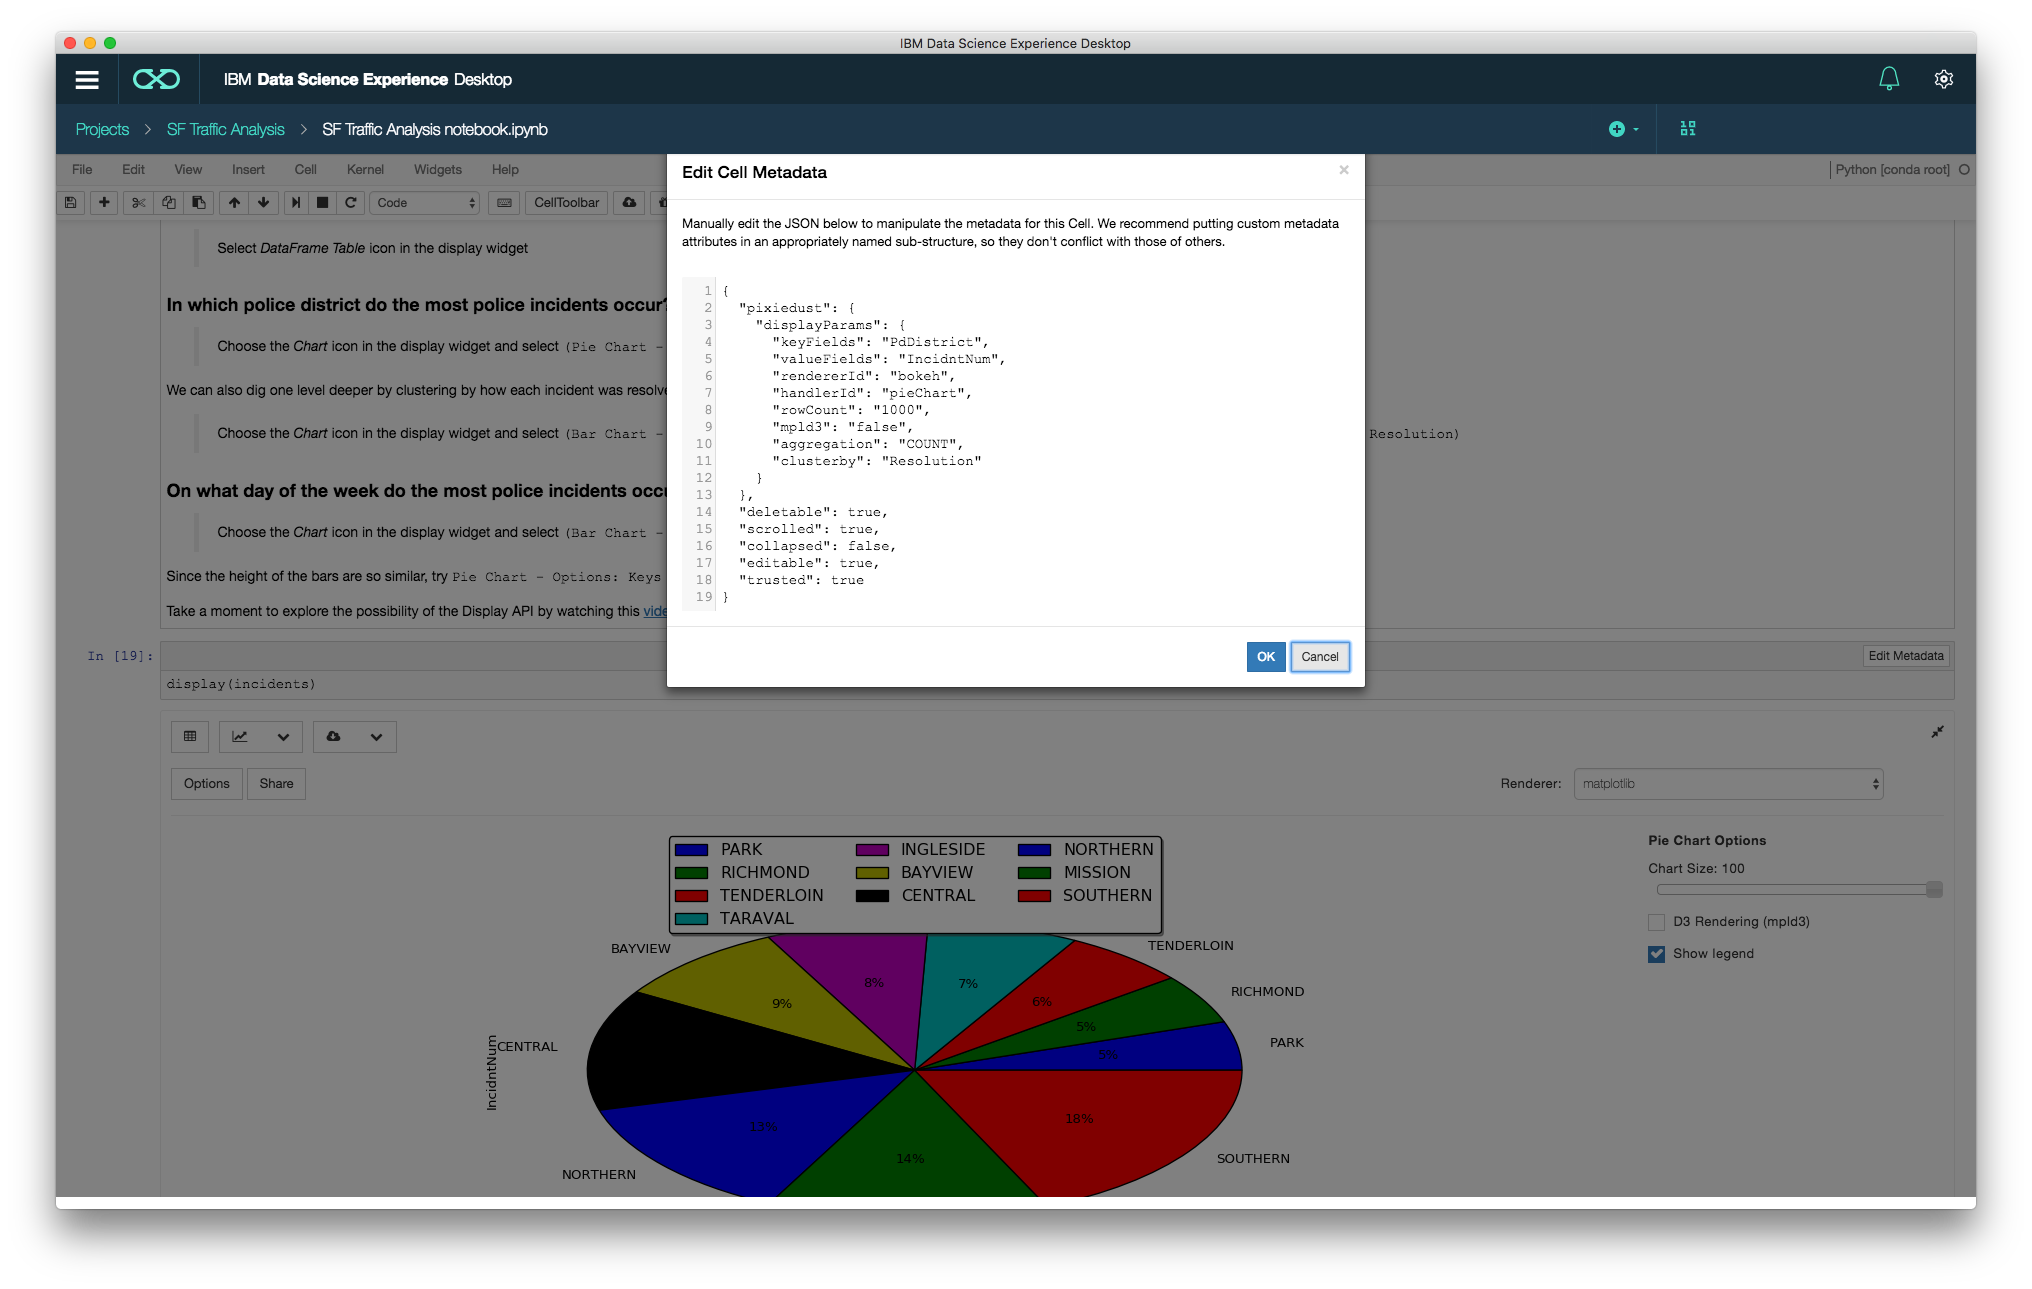 IBM Data Science Experience Desktop
IBM Data Science Experience Desktop
Projects > SF Traffic Analysis > SF Traffic Analysis notebook.ipynb
File Edit View Insert Cell Kernel Widgets Help
Python [conda root]
Code
CellToolbar
Select DataFrame Table icon in the display widget
In which police district do the most police incidents occur?
Choose the Chart icon in the display widget and select (Pie Chart –
We can also dig one level deeper by clustering by how each incident was resolve
Choose the Chart icon in the display widget and select (Bar Chart –
Resolution)
On what day of the week do the most police incidents occu
Choose the Chart icon in the display widget and select (Bar Chart –
Since the height of the bars are so similar, try Pie Chart – Options: Keys
Take a moment to explore the possibility of the Display API by watching this vide
Edit Cell Metadata
×
Manually edit the JSON below to manipulate the metadata for this Cell. We recommend putting custom metadata
attributes in an appropriately named sub-structure, so they don't conflict with those of others.
1 {
2 "pixiedust": {
3 "displayParams": {
4 "keyFields": "PdDistrict",
5 "valueFields": "IncidntNum",
6 "rendererId": "bokeh",
7 "handlerId": "pieChart",
8 "rowCount": "1000",
9 "mpld3": "false",
10 "aggregation": "COUNT",
11 "clusterby": "Resolution"
12 }
13 },
14 "deletable": true,
15 "scrolled": true,
16 "collapsed": false,
17 "editable": true,
18 "trusted": true
19 }
OK
Cancel
In [19]:
Edit Metadata
display(incidents)
Options
Share
Renderer:
matplotlib
PARK INGLESIDE NORTHERN
RICHMOND BAYVIEW MISSION
TENDERLOIN CENTRAL SOUTHERN
TARAVAL
Pie Chart Options
Chart Size: 100
D3 Rendering (mpld3)
Show legend
BAYVIEW
TENDERLOIN
RICHMOND
PARK
CENTRAL
IncidntNum
NORTHERN
SOUTHERN
9%
8%
7%
6%
5%
5%
13%
14%
18%